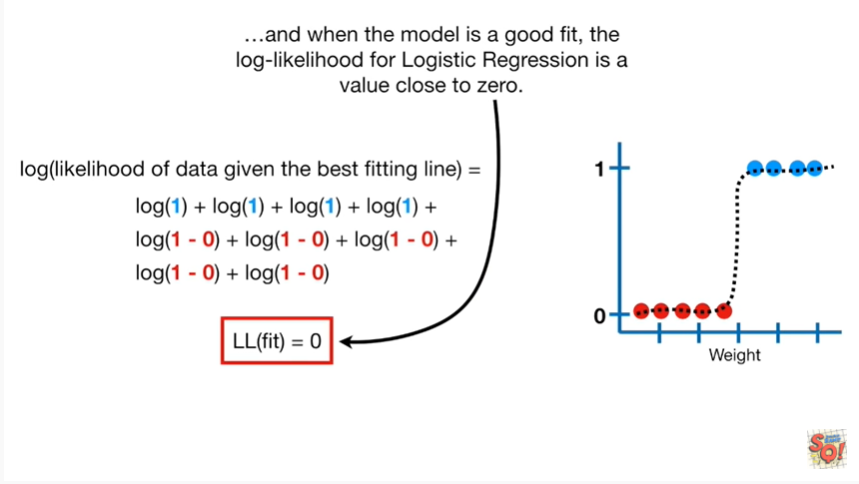 …and when the model is a good fit, the
log-likelihood for Logistic Regression is a
value close to zero.
log(likelihood of data given the best fitting line) =
log(1) + log(1) + log(1) + log(1) +
log(1 - 0) + log(1 - 0) + log(1 - 0) +
log(1 - 0) + log(1 - 0)
LL(fit) = 0
1
0
Weight
SQ!